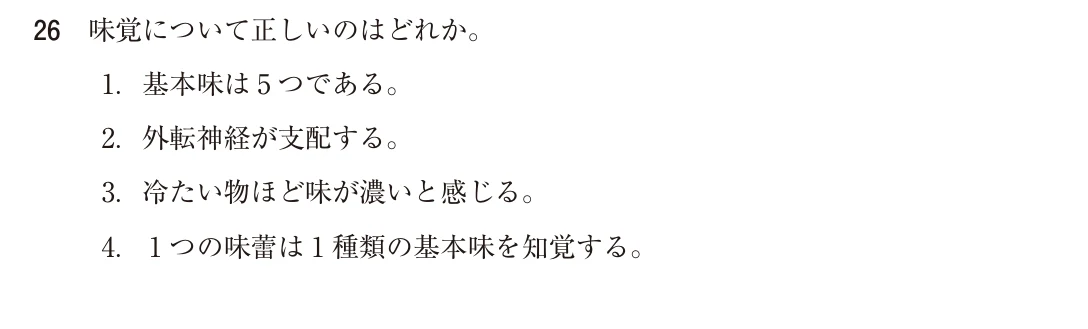 26 味覚について正しいのはどれか。
1. 基本味は5つである。
2. 外転神経が支配する。
3. 冷たい物ほど味が濃いと感じる。
4. 1つの味蕾は1種類の基本味を知覚する。